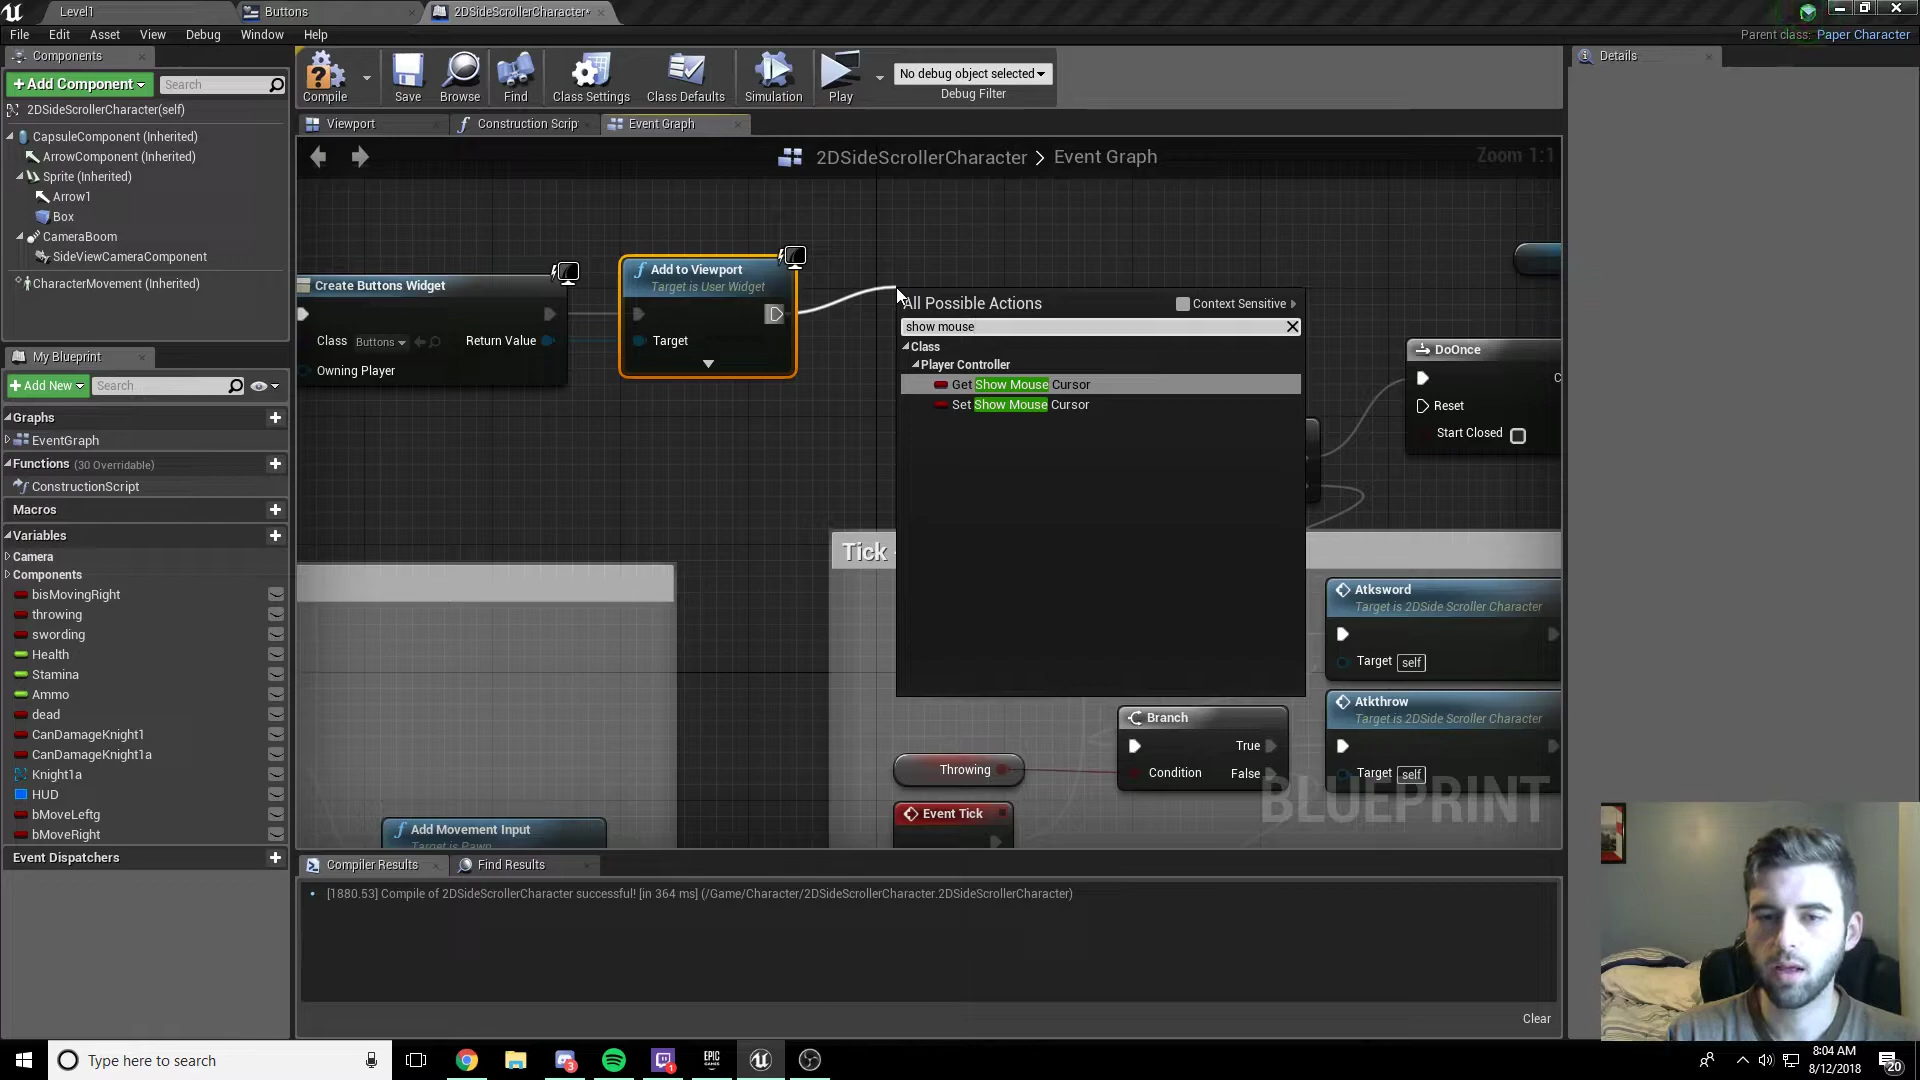 Level1
Buttons
2DSideScrollerCharacter*
File Edit Asset View Debug Window Help
Parent class: Paper Character
Components
+Add Component
Search
2DSideScrollerCharacter(self)
CapsuleComponent (Inherited)
ArrowComponent (Inherited)
Sprite (Inherited)
Arrow1
Box
CameraBoom
SideViewCameraComponent
CharacterMovement (Inherited)
My Blueprint
+Add New
Search
Graphs
EventGraph
Functions (30 Overridable)
ConstructionScript
Macros
Variables
Camera
Components
bisMovingRight
throwing
swording
Health
Stamina
Ammo
dead
CanDamageKnight1
CanDamageKnight1a
Knight1a
HUD
bMoveLeftg
bMoveRight
Event Dispatchers
Compile
Save
Browse
Find
Class Settings
Class Defaults
Simulation
Play
No debug object selected
Debug Filter
Viewport
Construction Scrip
Event Graph
2DSideScrollerCharacter > Event Graph
Zoom 1:1
Create Buttons Widget
Class Buttons
Return Value
Owning Player
Add to Viewport
Target is User Widget
Target
All Possible Actions
Context Sensitive
show mouse
Class
Player Controller
Get Show Mouse Cursor
Set Show Mouse Cursor
DoOnce
Reset
Start Closed
Tick
Atksword
Target is 2DSide Scroller Character
Target self
Atkthrow
Target is 2DSide Scroller Character
Target self
Branch
True
Condition
False
Throwing
Event Tick
Add Movement Input
Target is Pawn
BLUEPRINT
Compiler Results
Find Results
[1880.53] Compile of 2DSideScrollerCharacter successful! [in 364 ms] (/Game/Character/2DSideScrollerCharacter.2DSideScrollerCharacter)
Clear
Details
Type here to search
EPIC
3
1
8:04 AM
8/12/2018
20